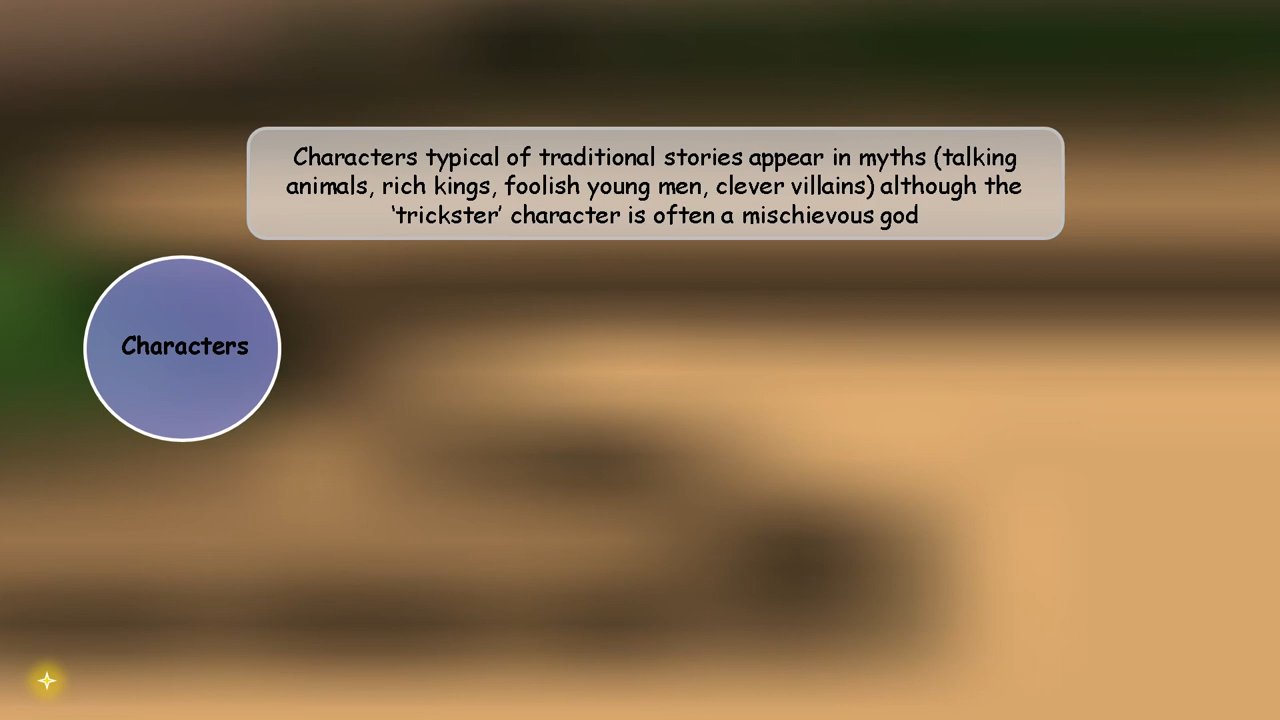 Characters typical of traditional stories appear in myths (talking
animals, rich kings, foolish young men, clever villains) although the
‘trickster’ character is often a mischievous god
Characters